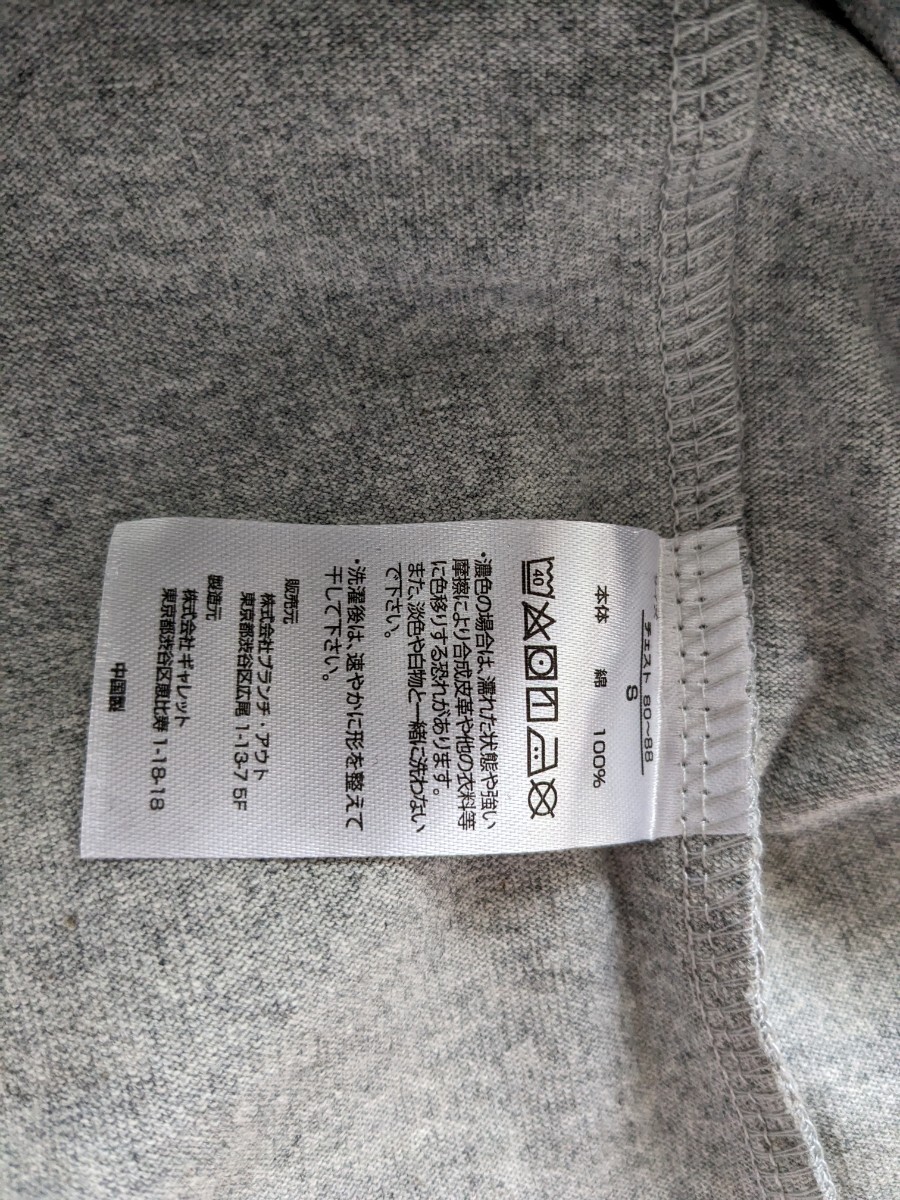 チェスト 80~88
S
本体 綿 100%
40
・濃色の場合は、濡れた状態や強い
摩擦により合成皮革や他の衣料等
に色移りする恐れがあります。
また、淡色や白物と一緒に洗わない
で下さい。
・洗濯後は、速やかに形を整えて
干して下さい。
販売元
株式会社ブランチ・アウト
東京都渋谷区広尾 1-13-7 5F
製造元
株式会社ギャレット
東京都渋谷区恵比寿 1-18-18
中国製